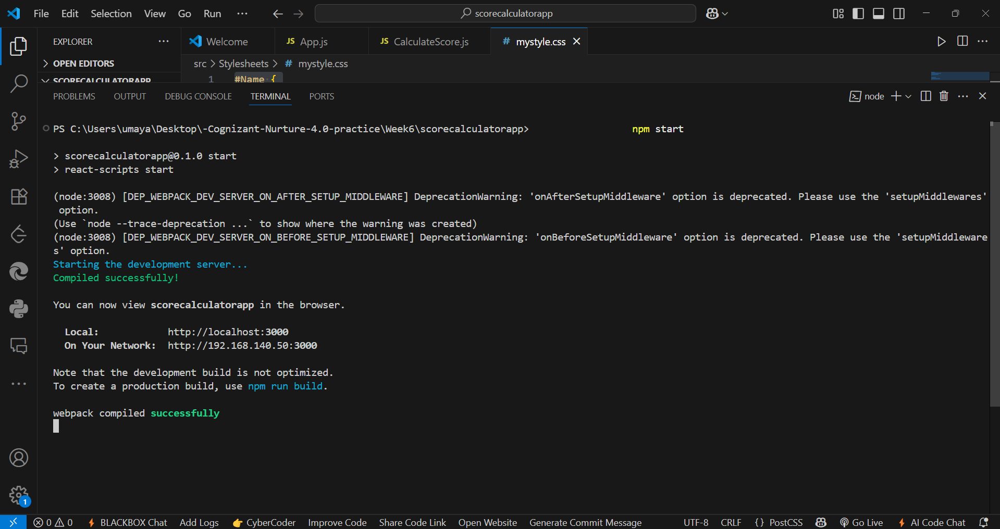 File Edit Selection View Go Run ··· scorecalculatorapp
EXPLORER ··· Welcome JS App.js JS CalculateScore.js # mystyle.css
OPEN EDITORS
src > Stylesheets > # mystyle.css
SCORECALCULATORAPP
1 #Name {
PROBLEMS OUTPUT DEBUG CONSOLE TERMINAL PORTS node
PS C:\Users\umaya\Desktop\-Cognizant-Nurture-4.0-practice\Week6\scorecalculatorapp> npm start
> scorecalculatorapp@0.1.0 start
> react-scripts start
(node:3008) [DEP_WEBPACK_DEV_SERVER_ON_AFTER_SETUP_MIDDLEWARE] DeprecationWarning: 'onAfterSetupMiddleware' option is deprecated. Please use the 'setupMiddlewares'
option.
(Use `node --trace-deprecation ...` to show where the warning was created)
(node:3008) [DEP_WEBPACK_DEV_SERVER_ON_BEFORE_SETUP_MIDDLEWARE] DeprecationWarning: 'onBeforeSetupMiddleware' option is deprecated. Please use the 'setupMiddleware
s' option.
Starting the development server...
Compiled successfully!
You can now view scorecalculatorapp in the browser.
Local: http://localhost:3000
On Your Network: http://192.168.140.50:3000
Note that the development build is not optimized.
To create a production build, use npm run build.
webpack compiled successfully
1
0 0 BLACKBOX Chat Add Logs CyberCoder Improve Code Share Code Link Open Website Generate Commit Message UTF-8 CRLF {} PostCSS Go Live AI Code Chat